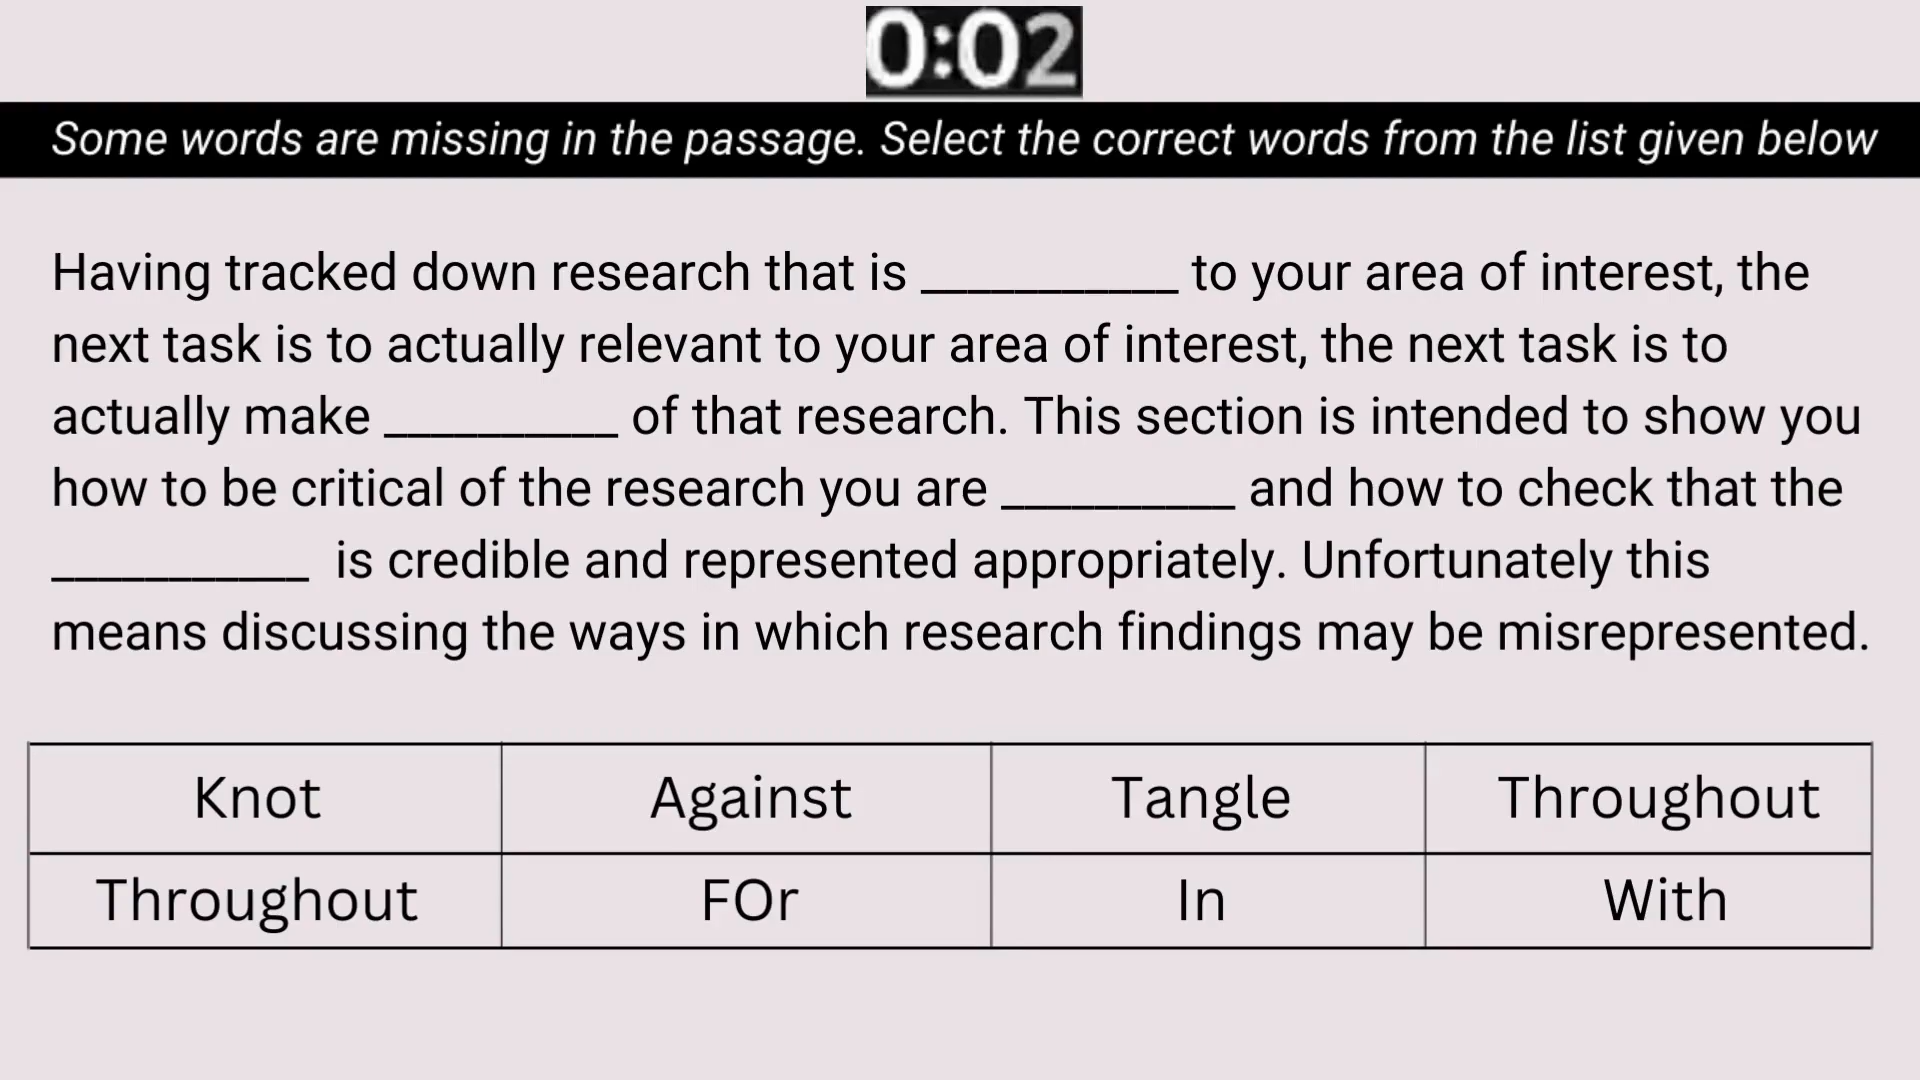 0:02
Some words are missing in the passage. Select the correct words from the list given below
Having tracked down research that is ___________ to your area of interest, the
next task is to actually relevant to your area of interest, the next task is to
actually make __________ of that research. This section is intended to show you
how to be critical of the research you are __________ and how to check that the
___________ is credible and represented appropriately. Unfortunately this
means discussing the ways in which research findings may be misrepresented.
Knot Against Tangle Throughout
Throughout FOr In With